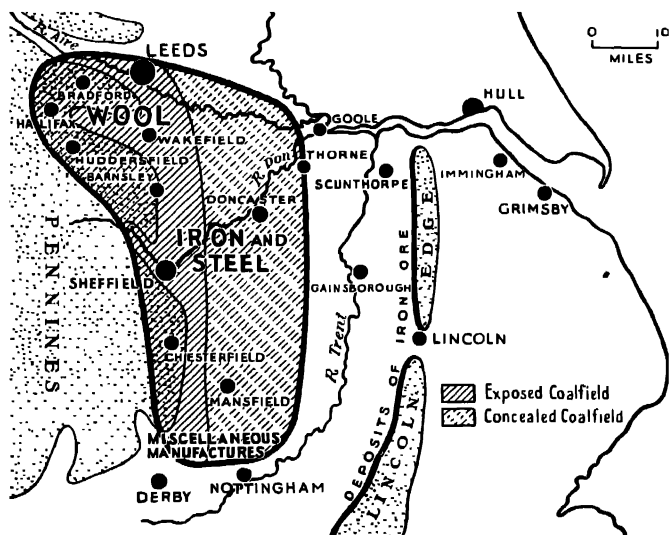 R. Aire
LEEDS
0 10
MILES
BRADFORD
HALIFAX
WOOL
WAKEFIELD
HUDDERSFIELD
BARNSLEY
GOOLE
HULL
R. Don
THORNE
SCUNTHORPE
IMMINGHAM
GRIMSBY
DONCASTER
IRON AND
STEEL
SHEFFIELD
GAINSBOROUGH
PENNINES
R. Trent
CHESTERFIELD
MANSFIELD
LINCOLN
DEPOSITS OF IRON ORE
LINCOLN EDGE
Exposed Coalfield
Concealed Coalfield
MISCELLANEOUS
MANUFACTURES
DERBY
NOTTINGHAM